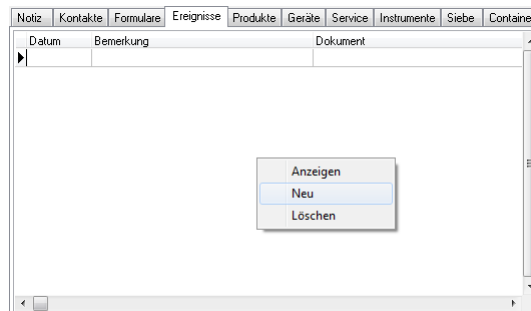 Notiz Kontakte Formulare Ereignisse Produkte Geräte Service Instrumente Siebe Containe
Datum Bemerkung Dokument
Anzeigen
Neu
Löschen